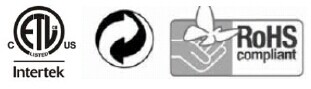 ETL
C US
LISTED
Intertek
RoHS
compliant